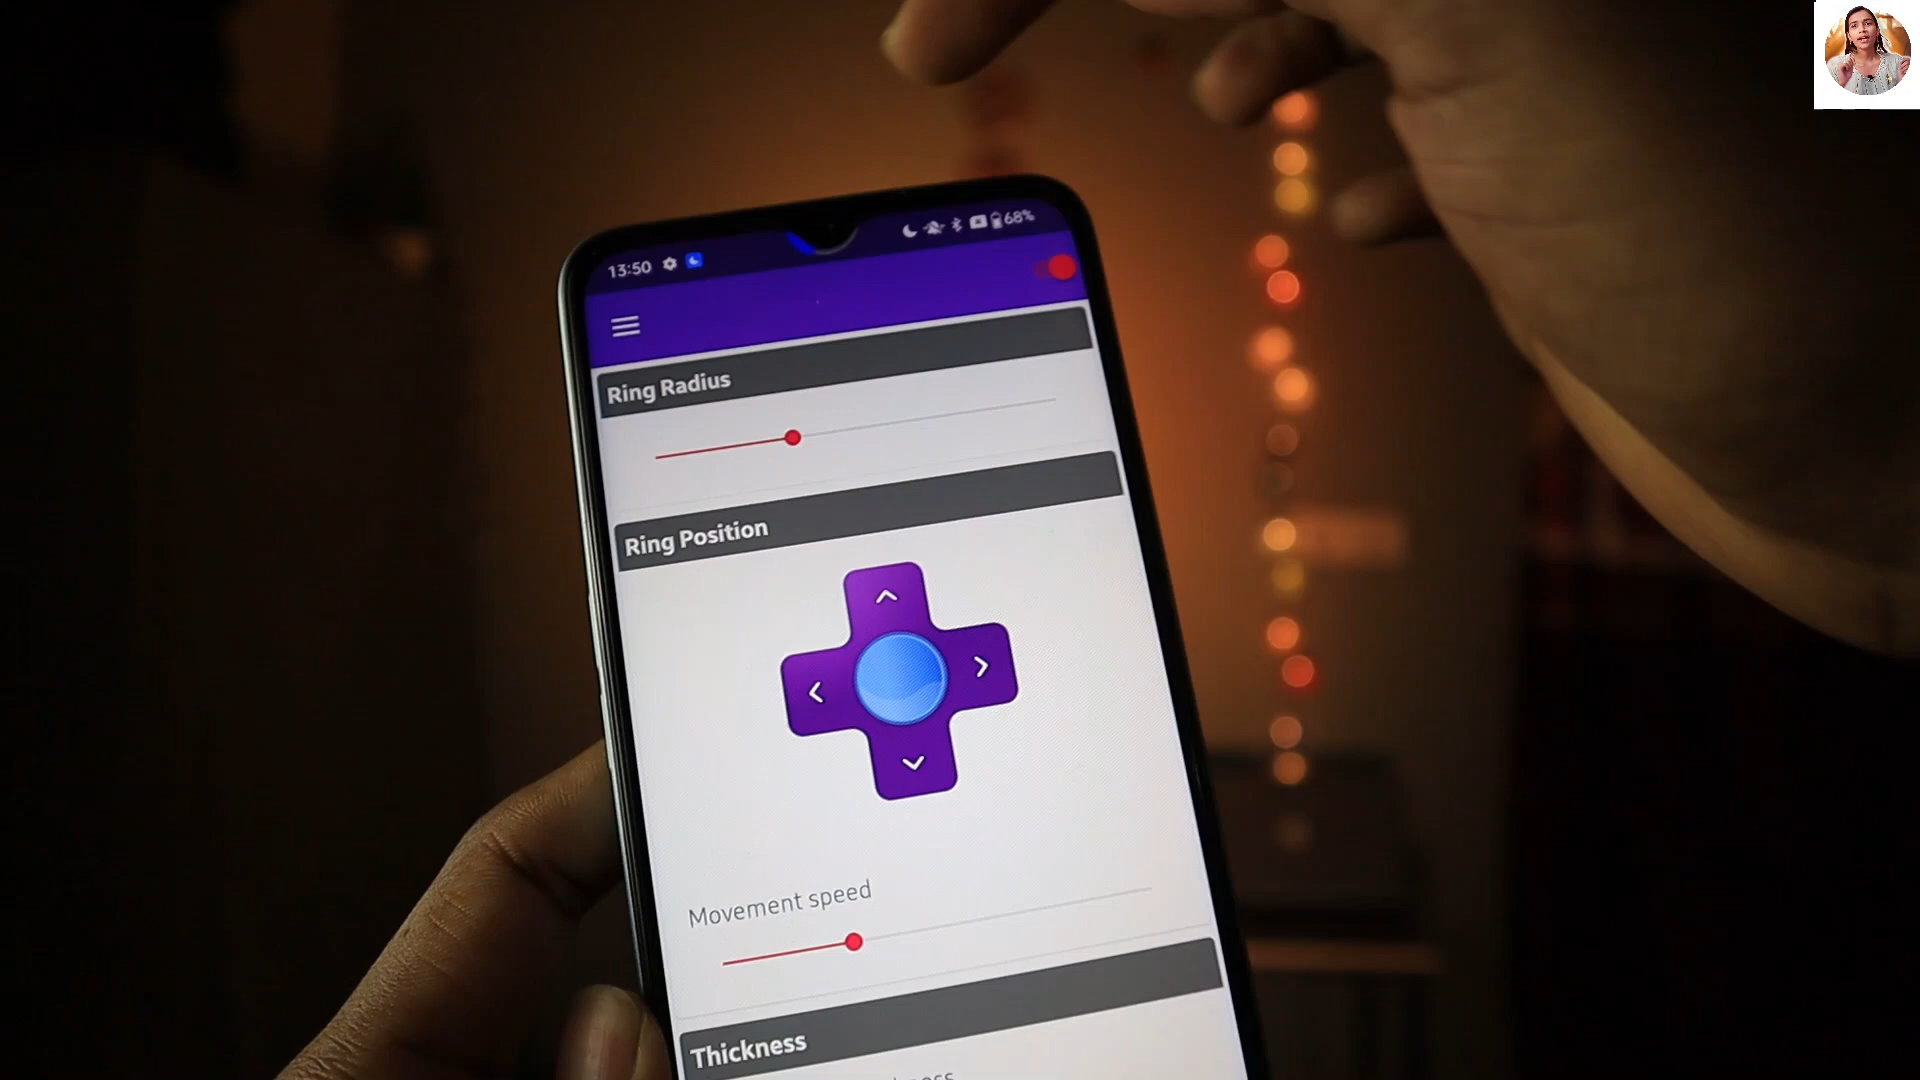 13:50 68%
Ring Radius
Ring Position
Movement speed
Thickness